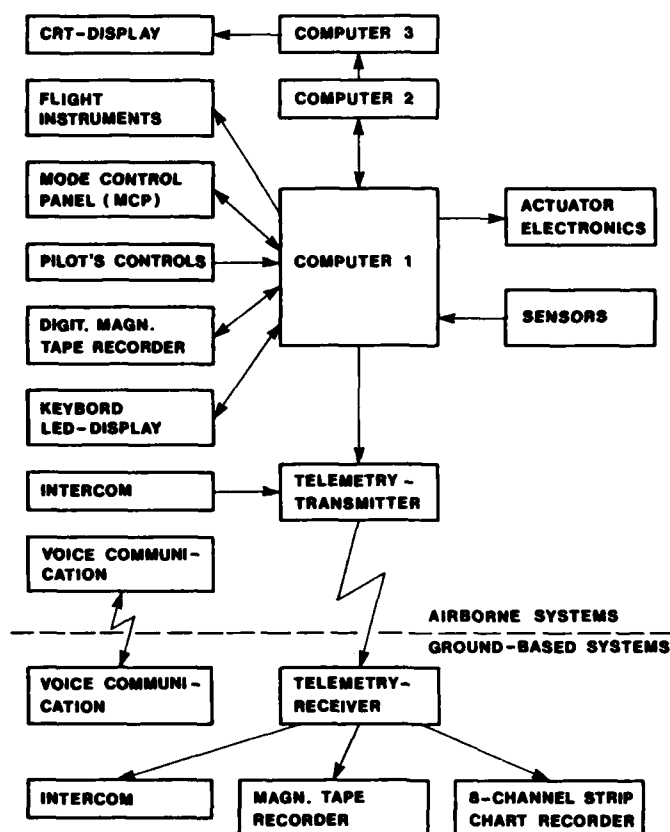 CRT-DISPLAY
COMPUTER 3
FLIGHT
INSTRUMENTS
COMPUTER 2
MODE CONTROL
PANEL (MCP)
PILOT'S CONTROLS
COMPUTER 1
ACTUATOR
ELECTRONICS
SENSORS
DIGIT. MAGN.
TAPE RECORDER
KEYBORD
LED-DISPLAY
INTERCOM
TELEMETRY-
TRANSMITTER
VOICE COMMUNI-
CATION
AIRBORNE SYSTEMS
GROUND-BASED SYSTEMS
VOICE COMMUNI-
CATION
TELEMETRY-
RECEIVER
INTERCOM
MAGN. TAPE
RECORDER
8-CHANNEL STRIP
CHART RECORDER